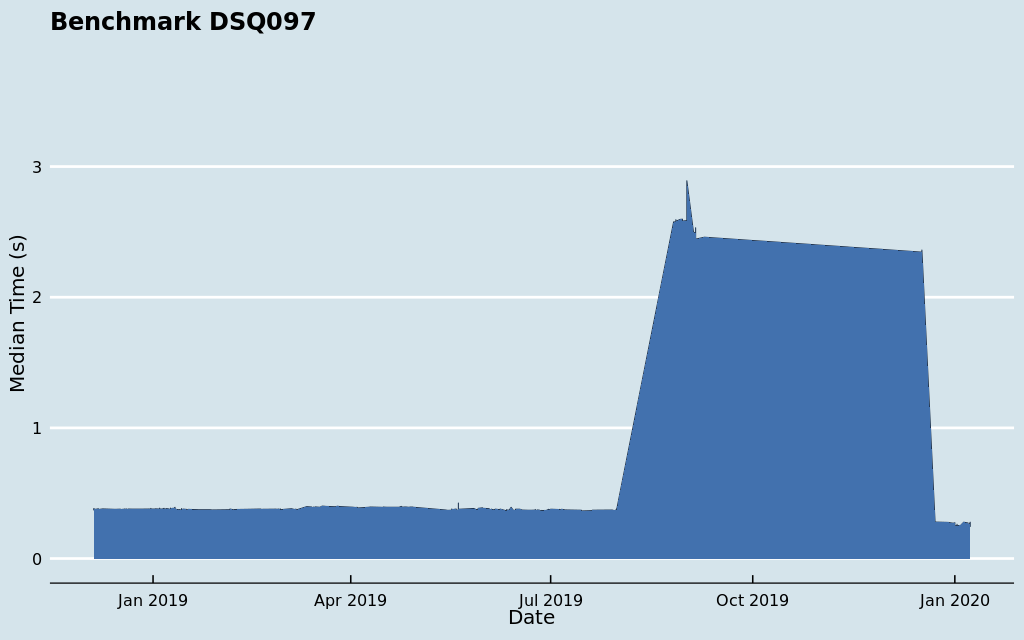 Benchmark DSQ097
3
2
1
0
Median Time (s)
Jan 2019
Apr 2019
Jul 2019
Oct 2019
Jan 2020
Date